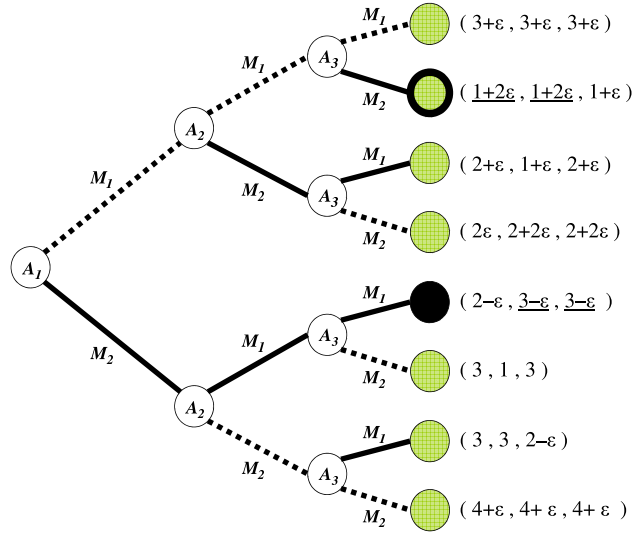 M1
( 3+ε , 3+ε , 3+ε )
A3
M1
M2
( 1+2ε , 1+2ε , 1+ε )
A2
M1
M1
( 2+ε , 1+ε , 2+ε )
M2
A3
M2
( 2ε , 2+2ε , 2+2ε )
A1
M1
( 2−ε , 3−ε , 3−ε )
M2
M1
A3
M2
( 3 , 1 , 3 )
A2
M1
( 3 , 3 , 2−ε )
M2
A3
M2
( 4+ε , 4+ ε , 4+ ε )